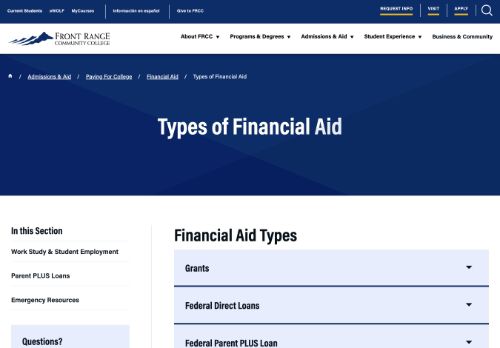 Current Students eWOLF MyCourses Información en español Give to FRCC REQUEST INFO VISIT APPLY
FRONT RANGE
COMMUNITY COLLEGE
About FRCC Programs & Degrees Admissions & Aid Student Experience Business & Community
/ Admissions & Aid / Paying For College / Financial Aid / Types of Financial Aid
Types of Financial Aid
In this Section
Work Study & Student Employment
Parent PLUS Loans
Emergency Resources
Questions?
Financial Aid Types
Grants
Federal Direct Loans
Federal Parent PLUS Loan